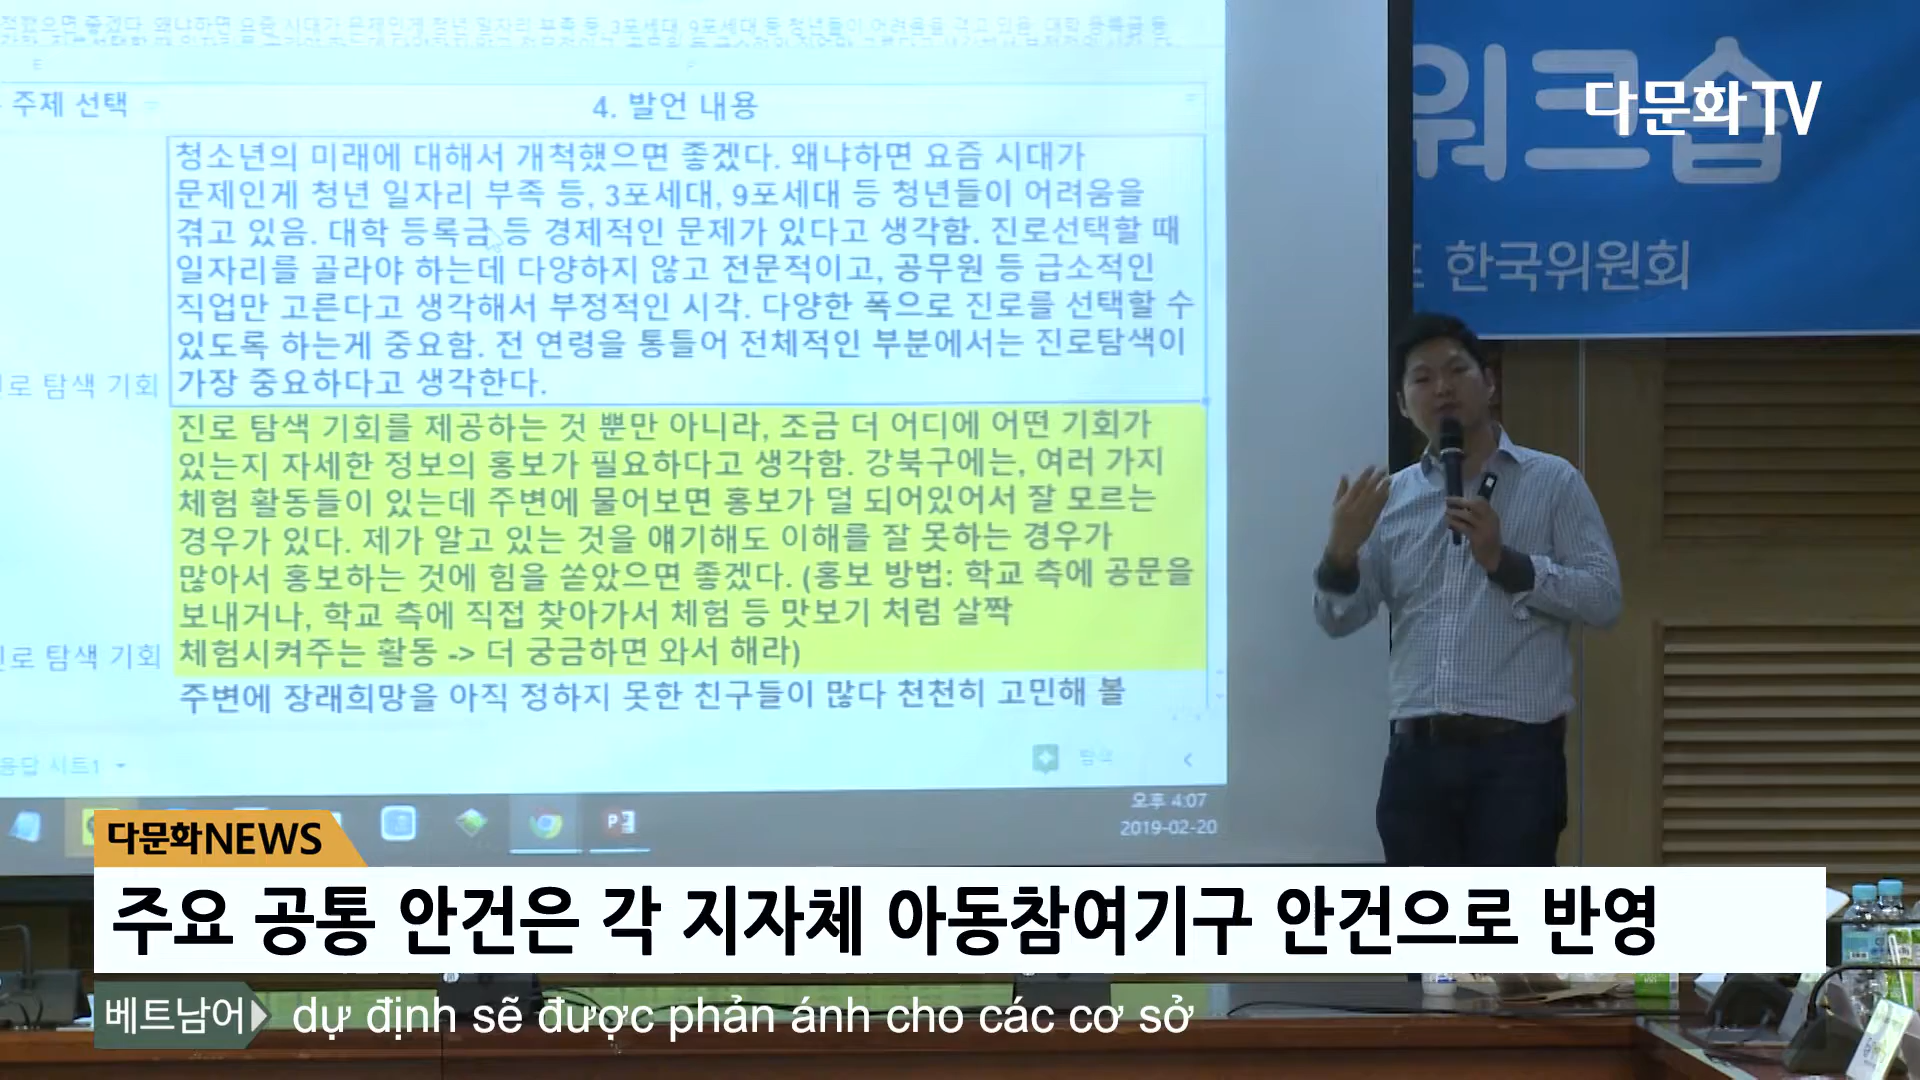 주제 선택
4. 발언 내용
청소년의 미래에 대해서 개척했으면 좋겠다. 왜냐하면 요즘 시대가
문제인게 청년 일자리 부족 등, 3포세대, 9포세대 등 청년들이 어려움을
겪고 있음. 대학 등록금 등 경제적인 문제가 있다고 생각함. 진로선택할 때
일자리를 골라야 하는데 다양하지 않고 전문적이고, 공무원 등 급소적인
직업만 고른다고 생각해서 부정적인 시각. 다양한 폭으로 진로를 선택할 수
있도록 하는게 중요함. 전 연령을 통틀어 전체적인 부분에서는 진로탐색이
가장 중요하다고 생각한다.
로 탐색 기회
진로 탐색 기회를 제공하는 것 뿐만 아니라, 조금 더 어디에 어떤 기회가
있는지 자세한 정보의 홍보가 필요하다고 생각함. 강북구에는, 여러 가지
체험 활동들이 있는데 주변에 물어보면 홍보가 덜 되어있어서 잘 모르는
경우가 있다. 제가 알고 있는 것을 얘기해도 이해를 잘 못하는 경우가
많아서 홍보하는 것에 힘을 쏟았으면 좋겠다. (홍보 방법: 학교 측에 공문을
보내거나, 학교 측에 직접 찾아가서 체험 등 맛보기 처럼 살짝
체험시켜주는 활동 -> 더 궁금하면 와서 해라)
로 탐색 기회
주변에 장래희망을 아직 정하지 못한 친구들이 많다 천천히 고민해 볼
응답 시트1
탐색
오후 4:07
2019-02-20
워크숍
다문화TV
한국위원회
다문화NEWS
주요 공통 안건은 각 지자체 아동참여기구 안건으로 반영
베트남어
dự định sẽ được phản ánh cho các cơ sở